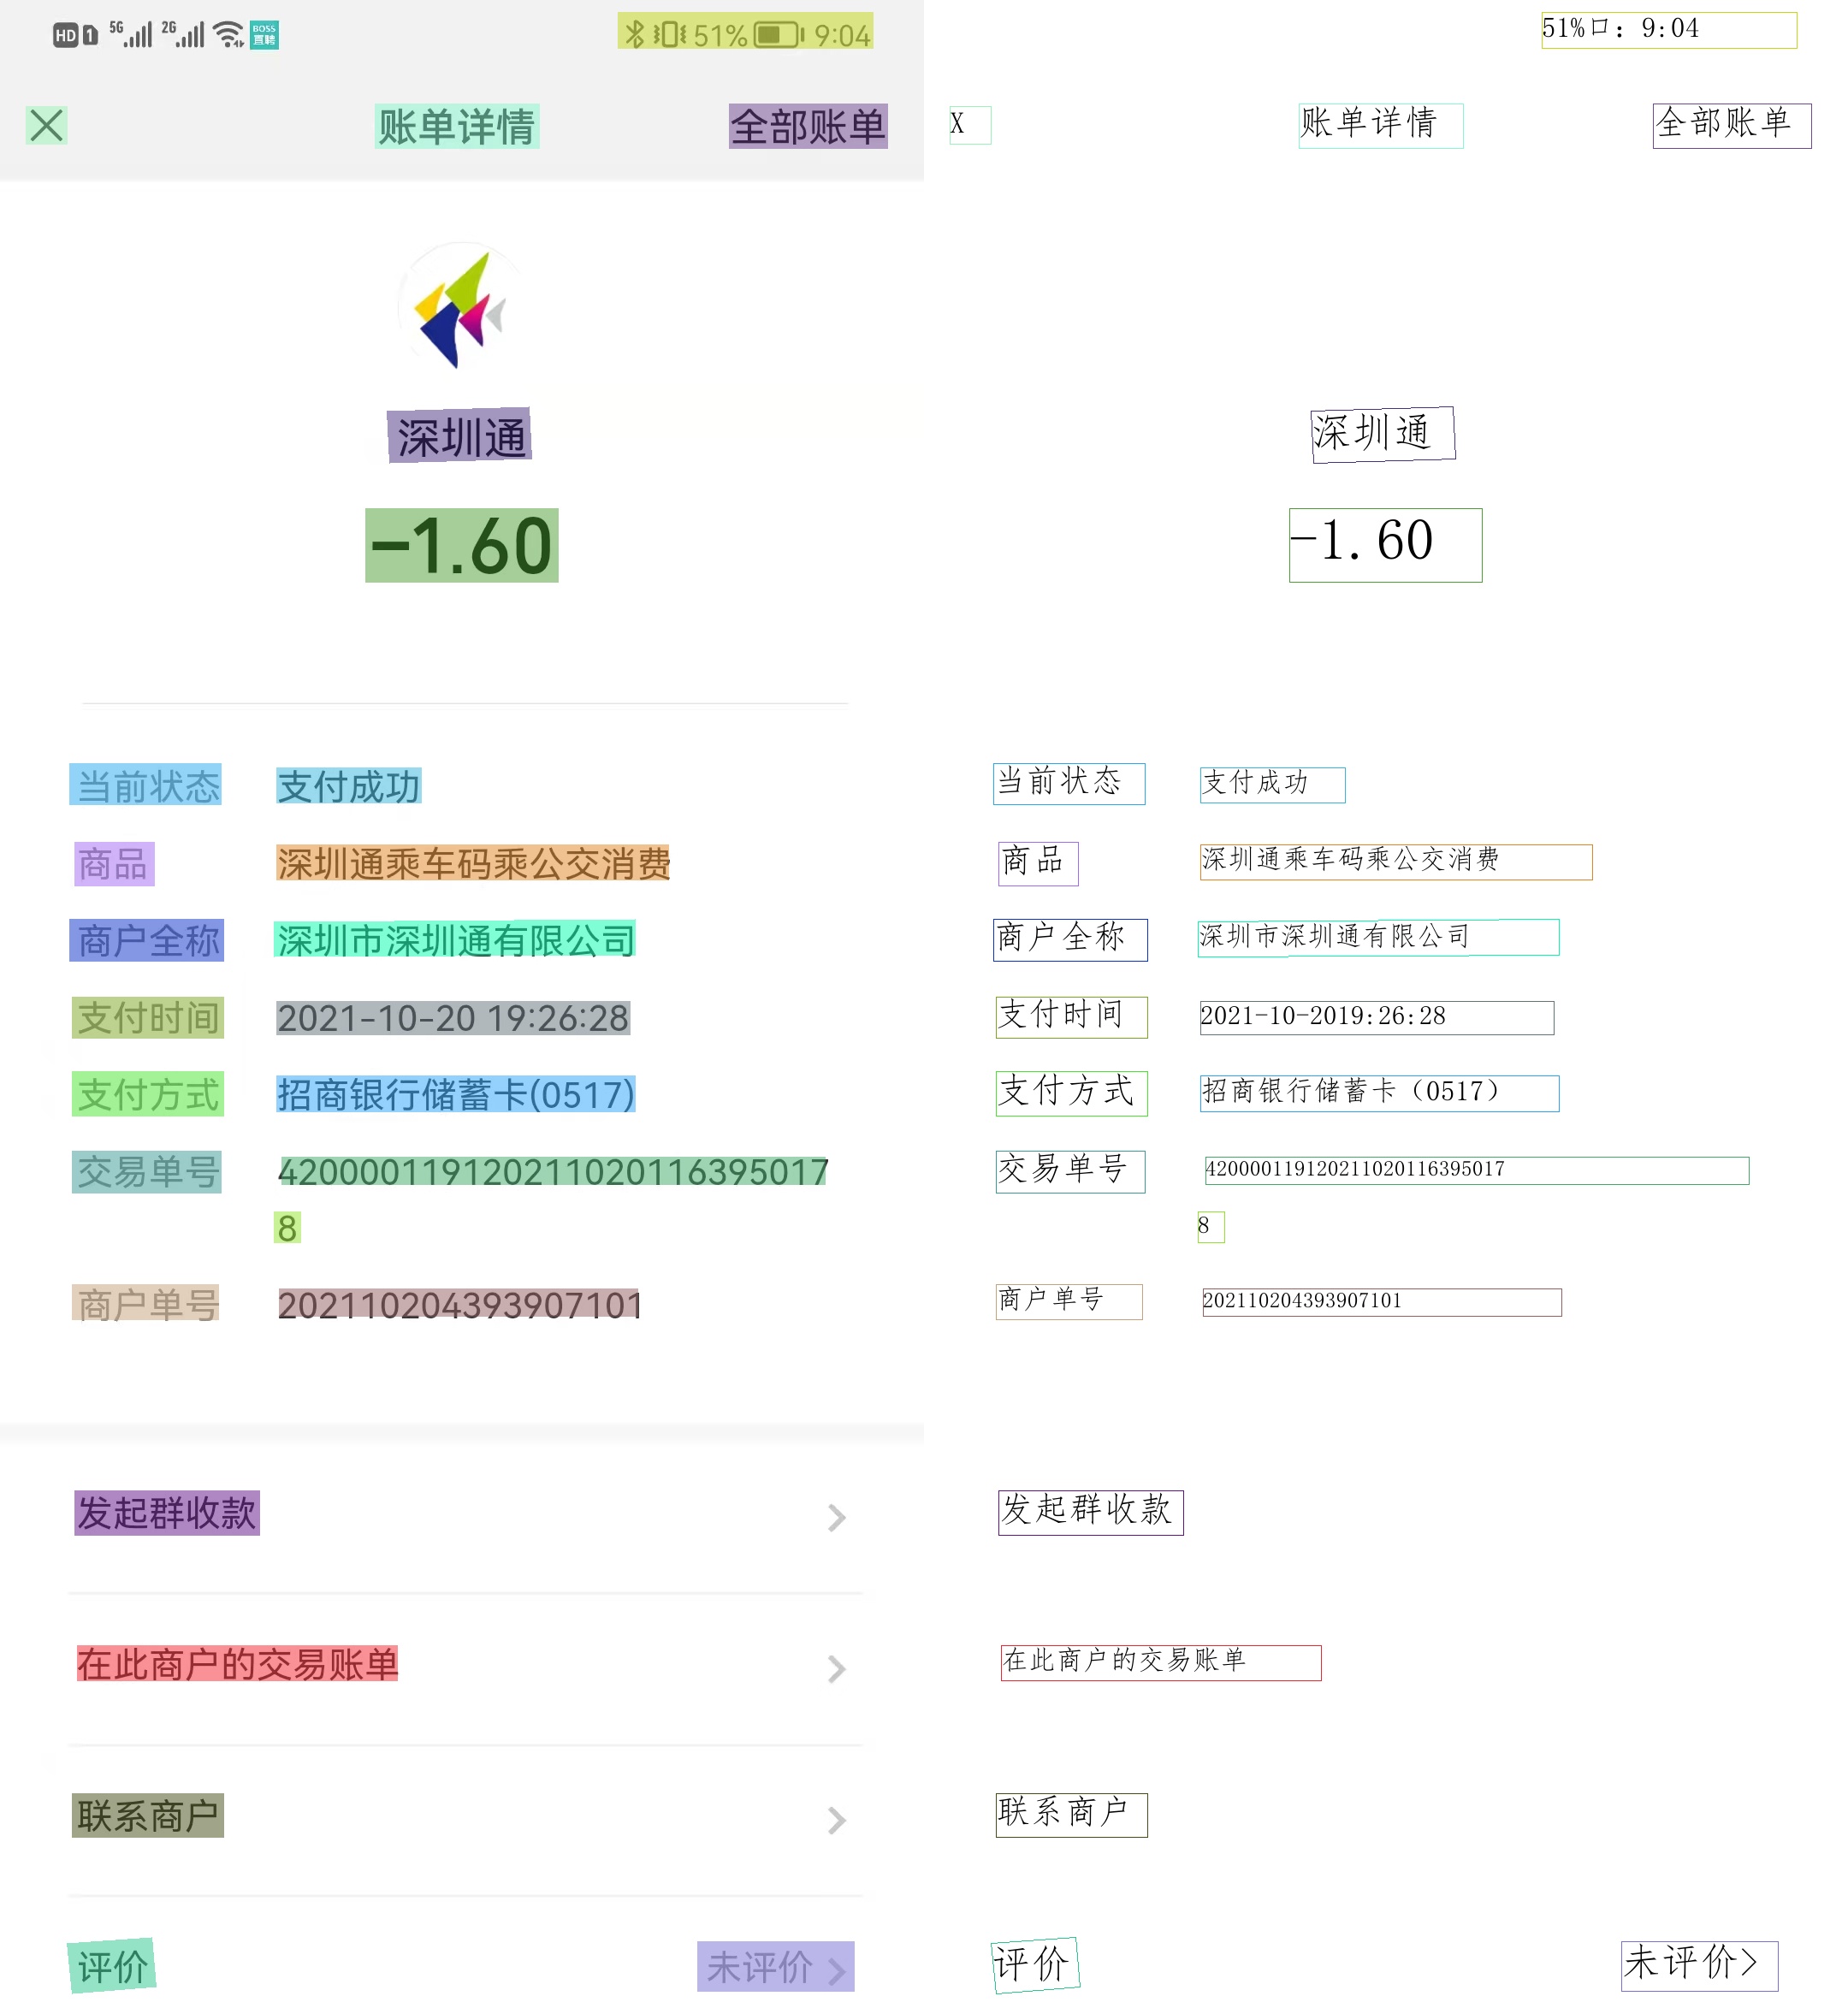 HD 1 5G 2G BOSS直聘 51% 9:04 51%口：9:04
账单详情 全部账单 X 账单详情 全部账单
深圳通 深圳通
-1.60 -1.60
当前状态 支付成功 当前状态 支付成功
商品 深圳通乘车码乘公交消费 商品 深圳通乘车码乘公交消费
商户全称 深圳市深圳通有限公司 商户全称 深圳市深圳通有限公司
支付时间 2021-10-20 19:26:28 支付时间 2021-10-2019:26:28
支付方式 招商银行储蓄卡(0517) 支付方式 招商银行储蓄卡（0517）
交易单号 420000119120211020116395017 交易单号 420000119120211020116395017
8 8
商户单号 202110204393907101 商户单号 202110204393907101
发起群收款 发起群收款
在此商户的交易账单 在此商户的交易账单
联系商户 联系商户
评价 未评价 > 评价 未评价>